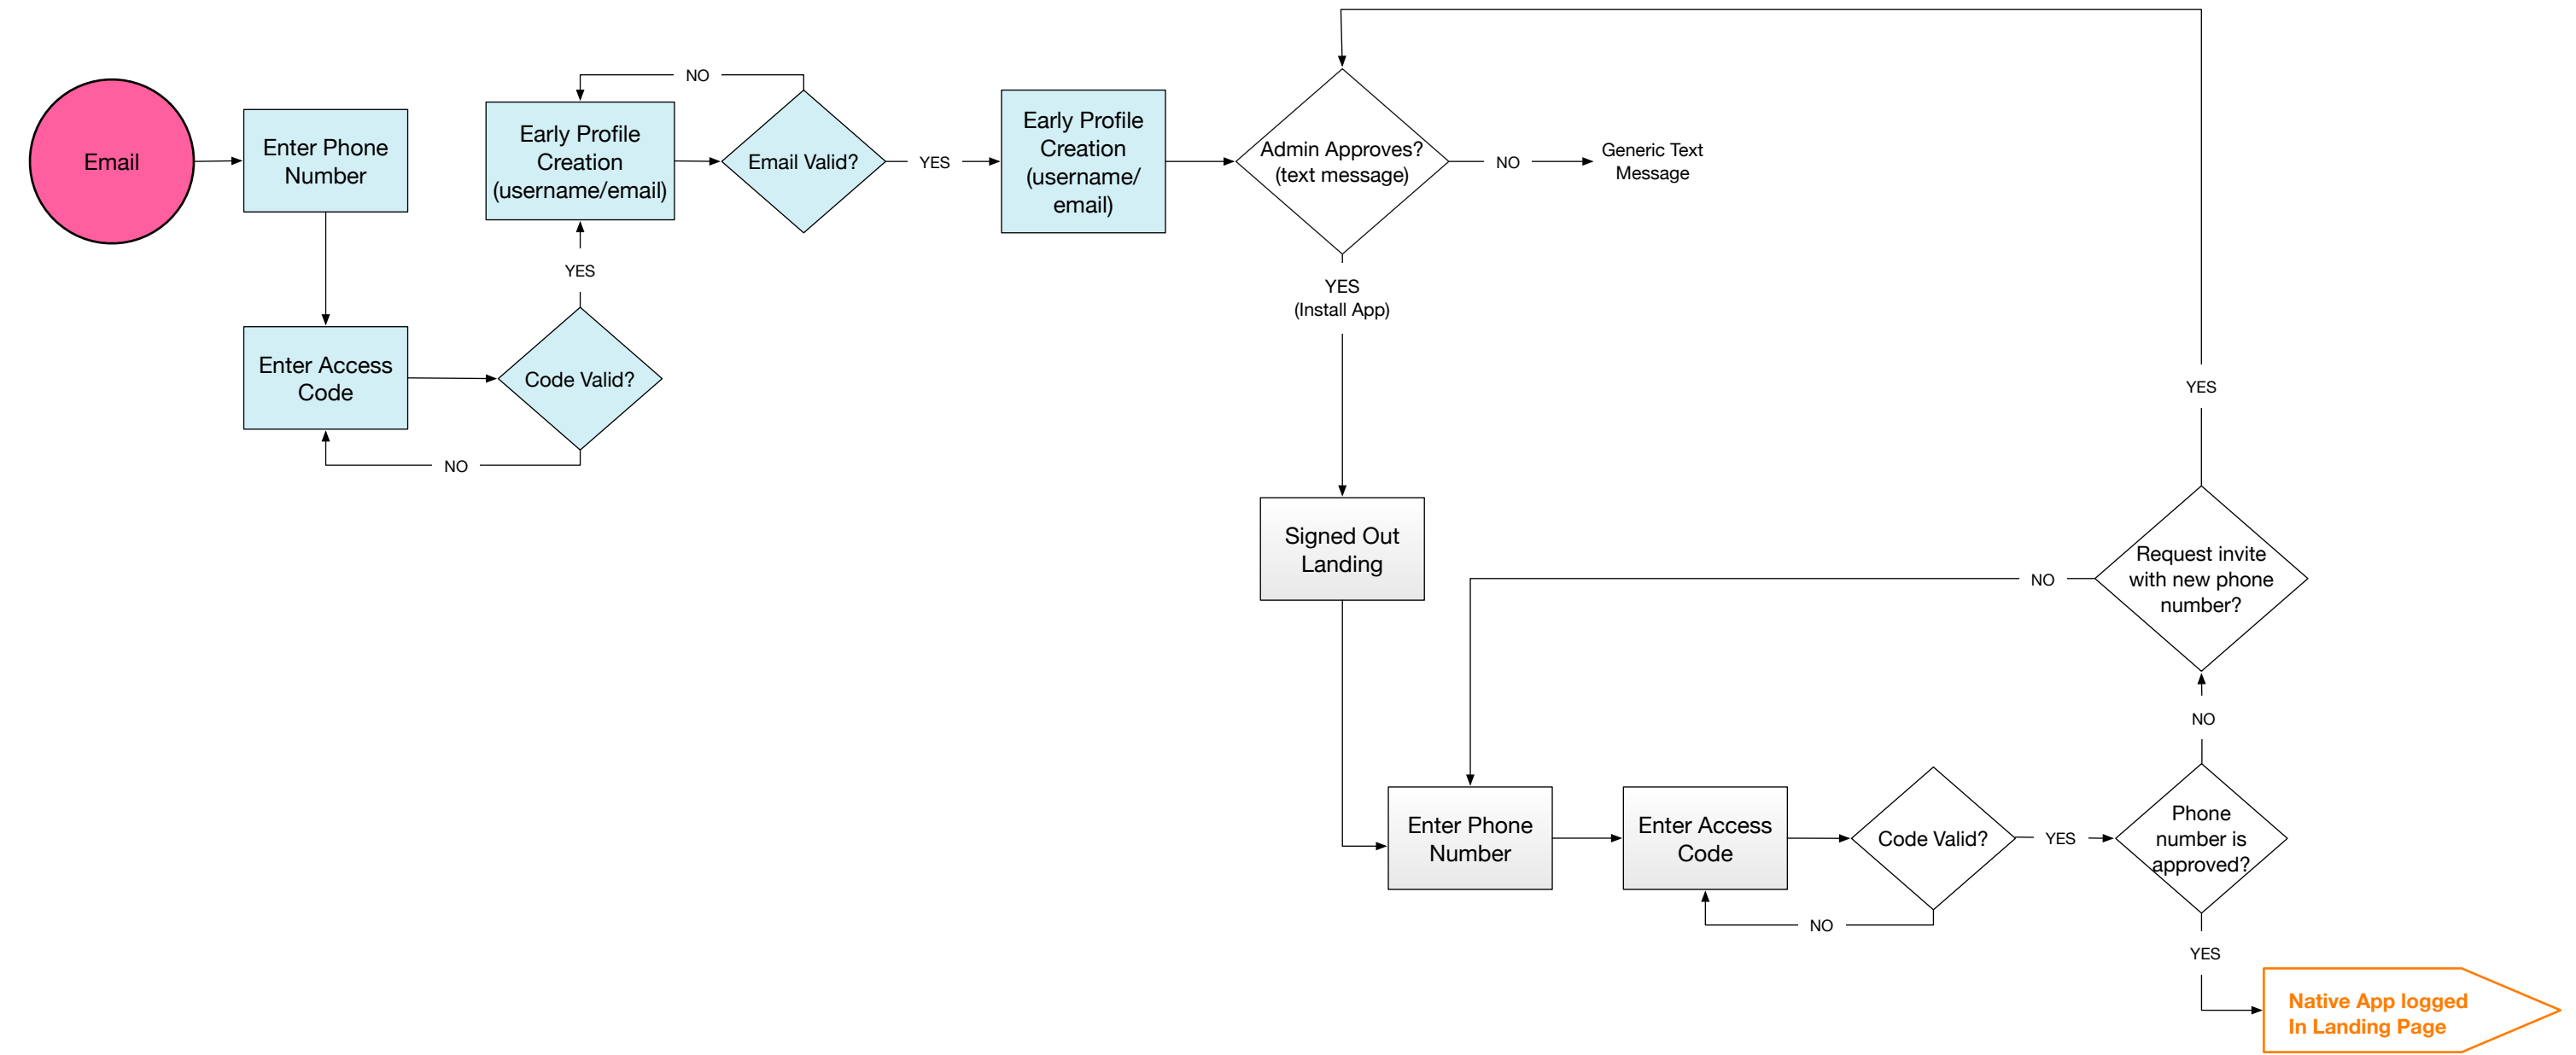 Email
Enter Phone
Number
Enter Access
Code
Code Valid?
NO
YES
Early Profile
Creation
(username/email)
NO
Email Valid?
YES
Early Profile
Creation
(username/
email)
Admin Approves?
(text message)
NO
Generic Text
Message
YES
(Install App)
Signed Out
Landing
Enter Phone
Number
Enter Access
Code
Code Valid?
NO
YES
Phone
number is
approved?
NO
Request invite
with new phone
number?
NO
YES
YES
Native App logged
In Landing Page